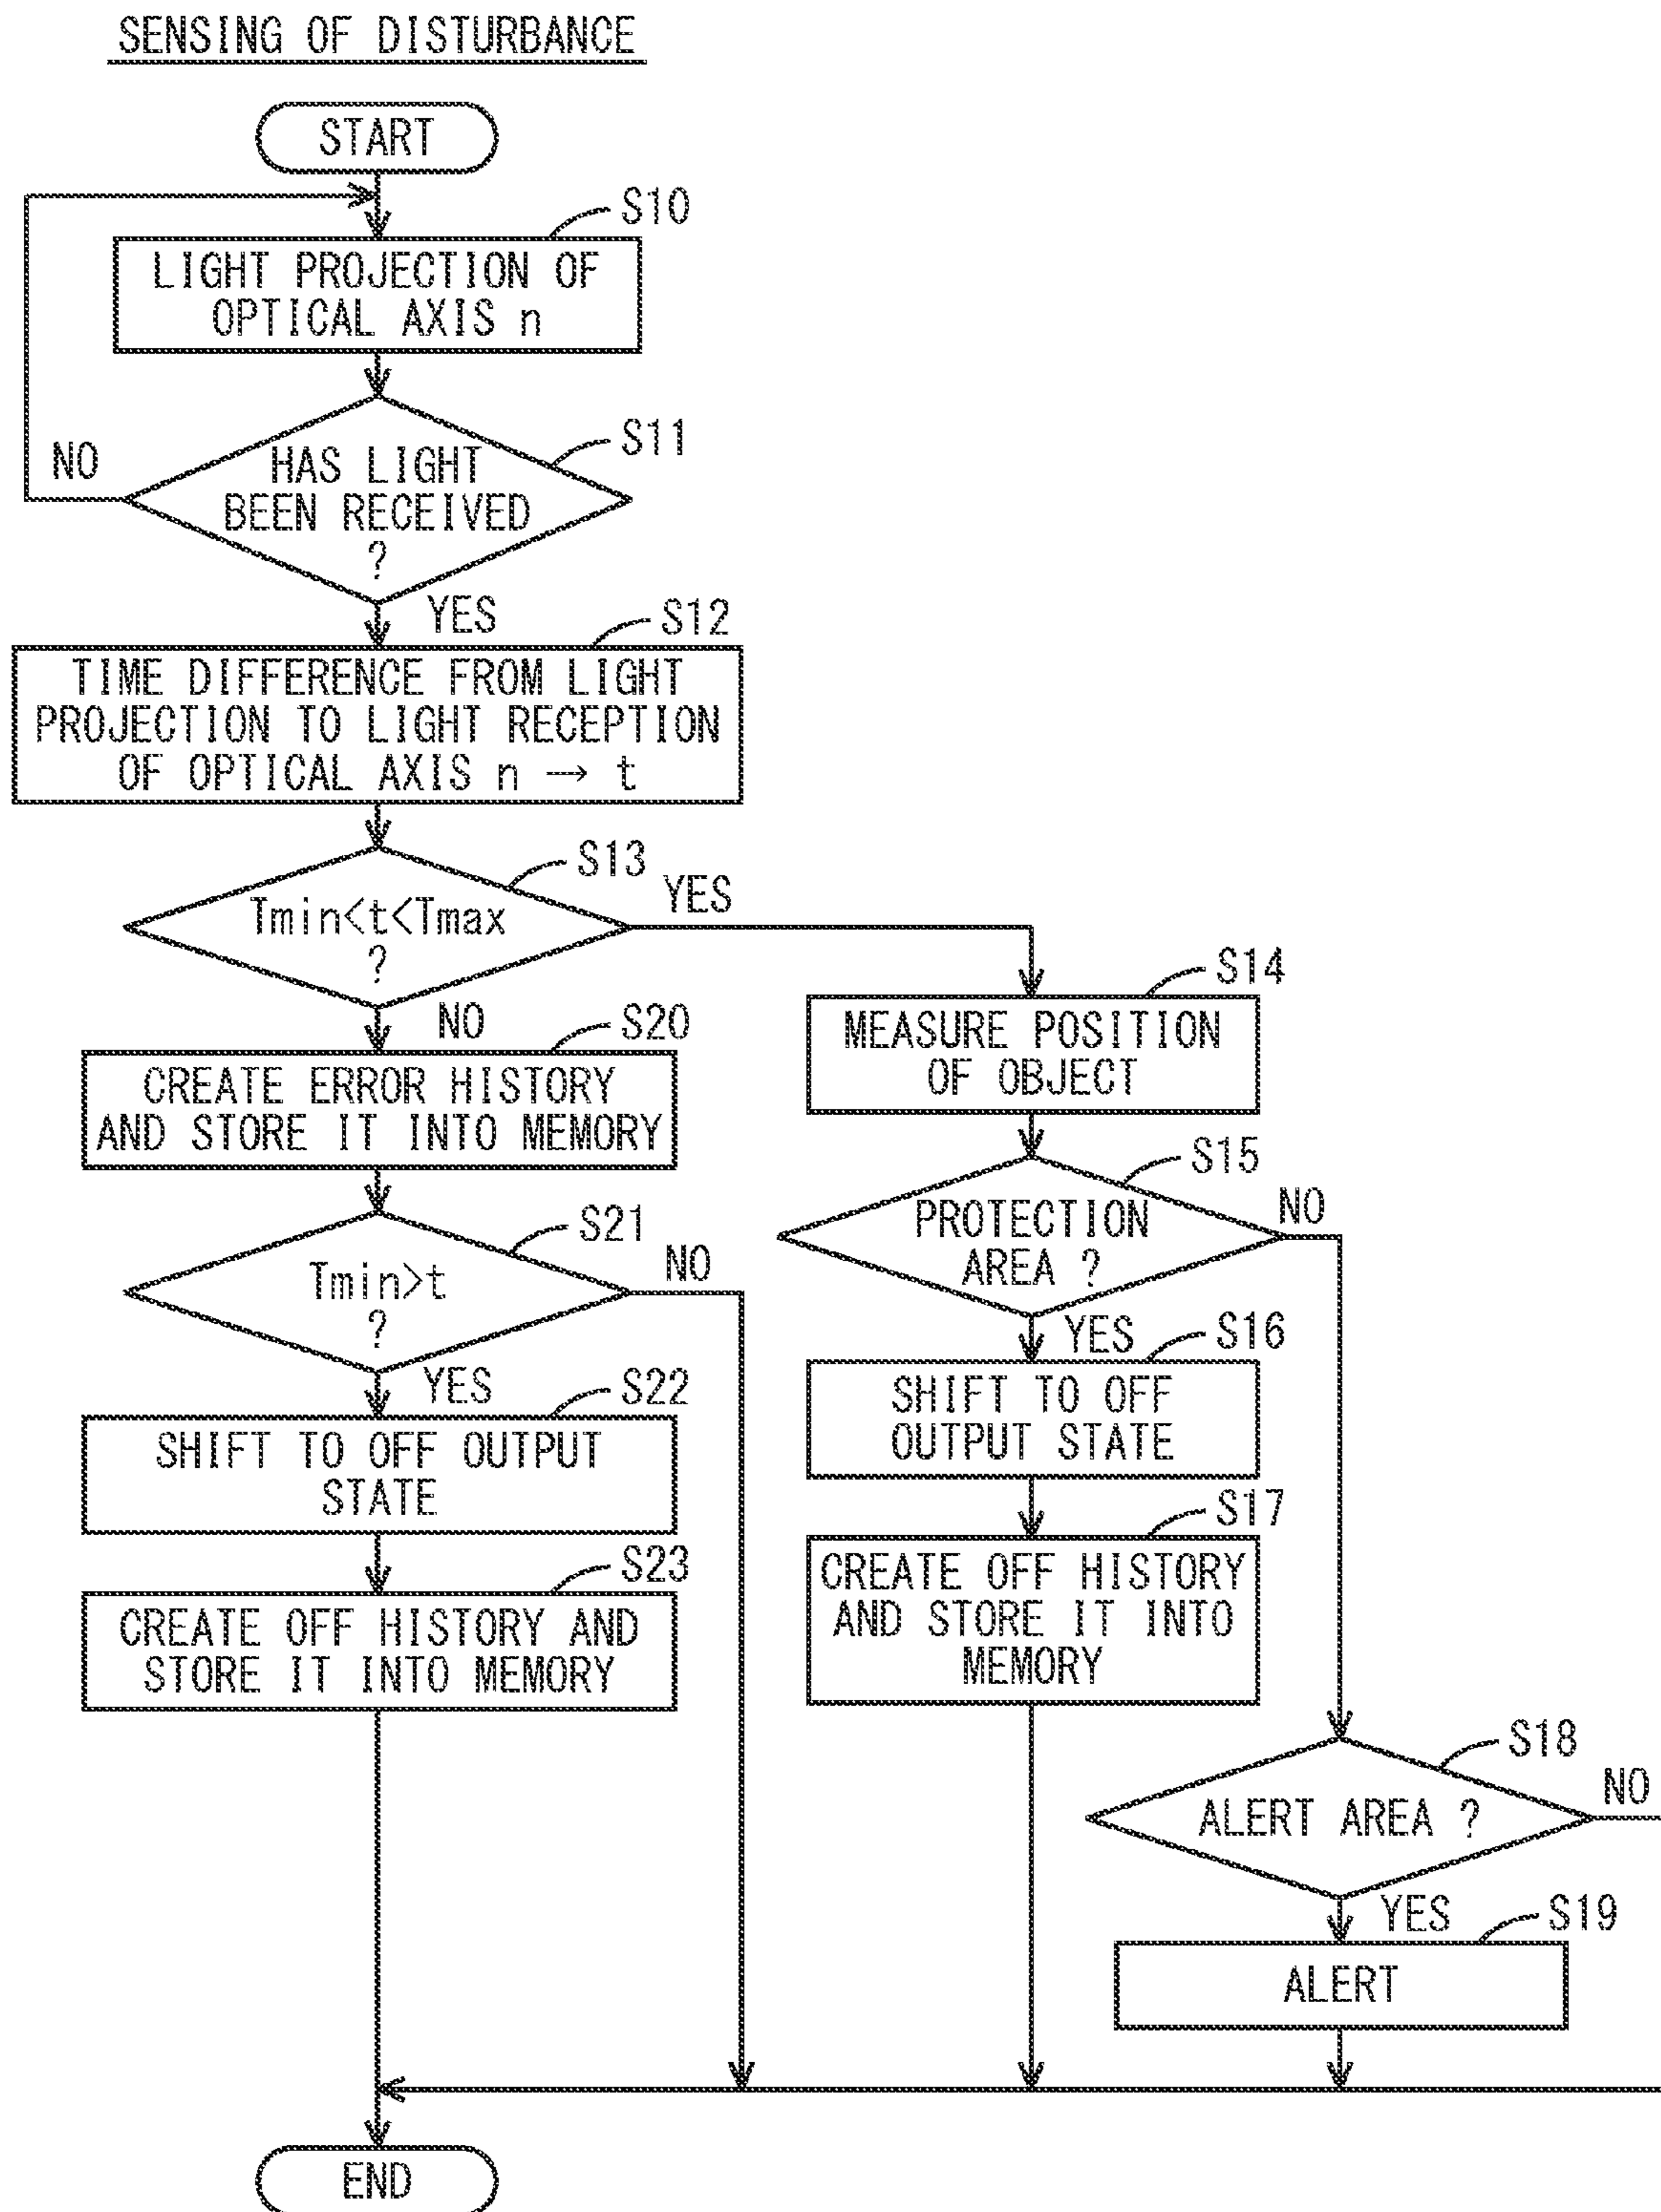 SENSING OF DISTURBANCE
START
S10
LIGHT PROJECTION OF
OPTICAL AXIS n
S11
HAS LIGHT
BEEN RECEIVED
?
NO
YES
S12
TIME DIFFERENCE FROM LIGHT
PROJECTION TO LIGHT RECEPTION
OF OPTICAL AXIS n → t
S13
Tmin<t<Tmax
?
YES
NO
S14
MEASURE POSITION
OF OBJECT
S20
CREATE ERROR HISTORY
AND STORE IT INTO MEMORY
S15
PROTECTION
AREA ?
NO
YES
S21
Tmin>t
?
NO
YES
S16
SHIFT TO OFF
OUTPUT STATE
S22
SHIFT TO OFF OUTPUT
STATE
S17
CREATE OFF HISTORY
AND STORE IT INTO
MEMORY
S23
CREATE OFF HISTORY AND
STORE IT INTO MEMORY
S18
ALERT AREA ?
NO
YES
S19
ALERT
END